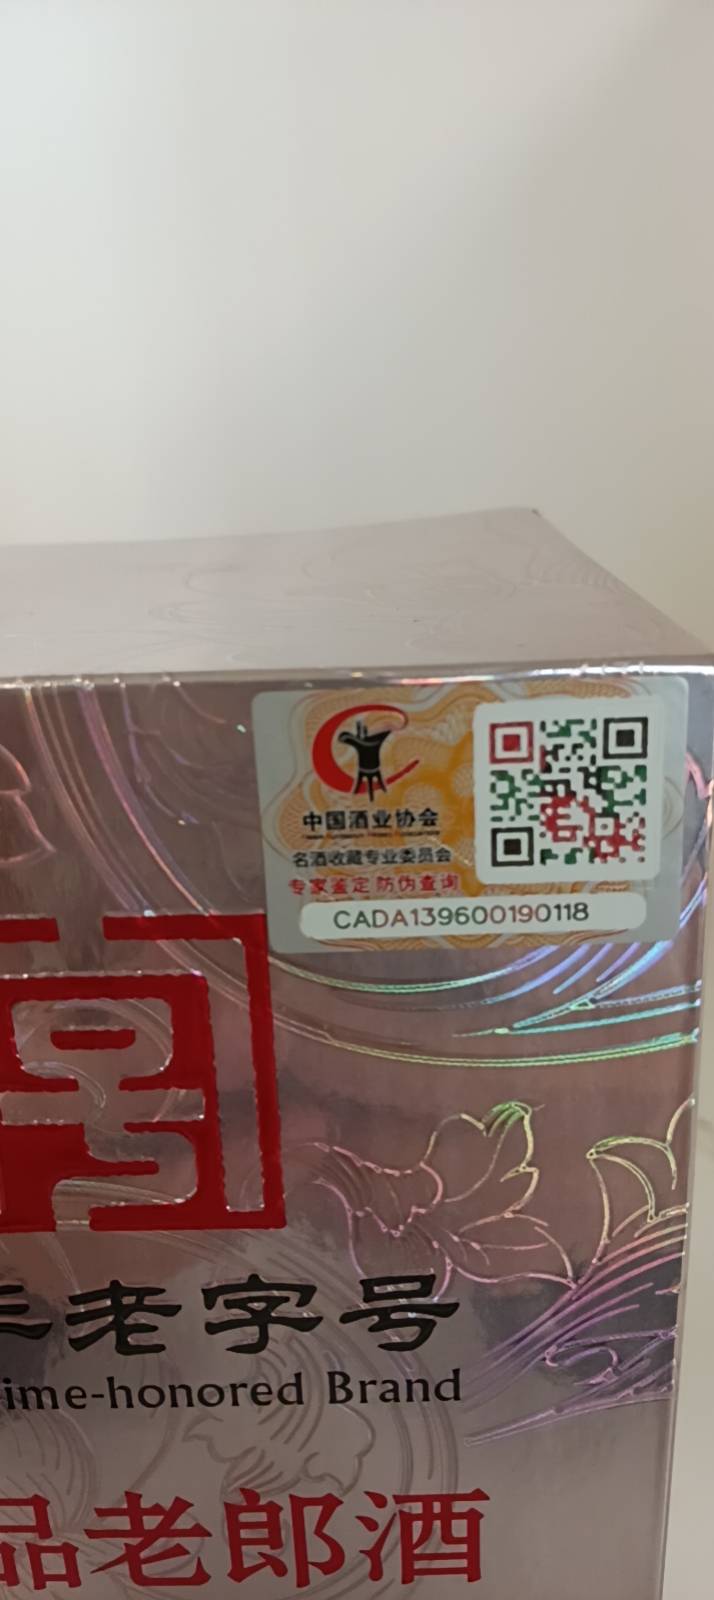 中国酒业协会
名酒收藏专业委员会
专家鉴定 防伪查询
CADA139600190118
老字号
ime-honored Brand
品老郎酒